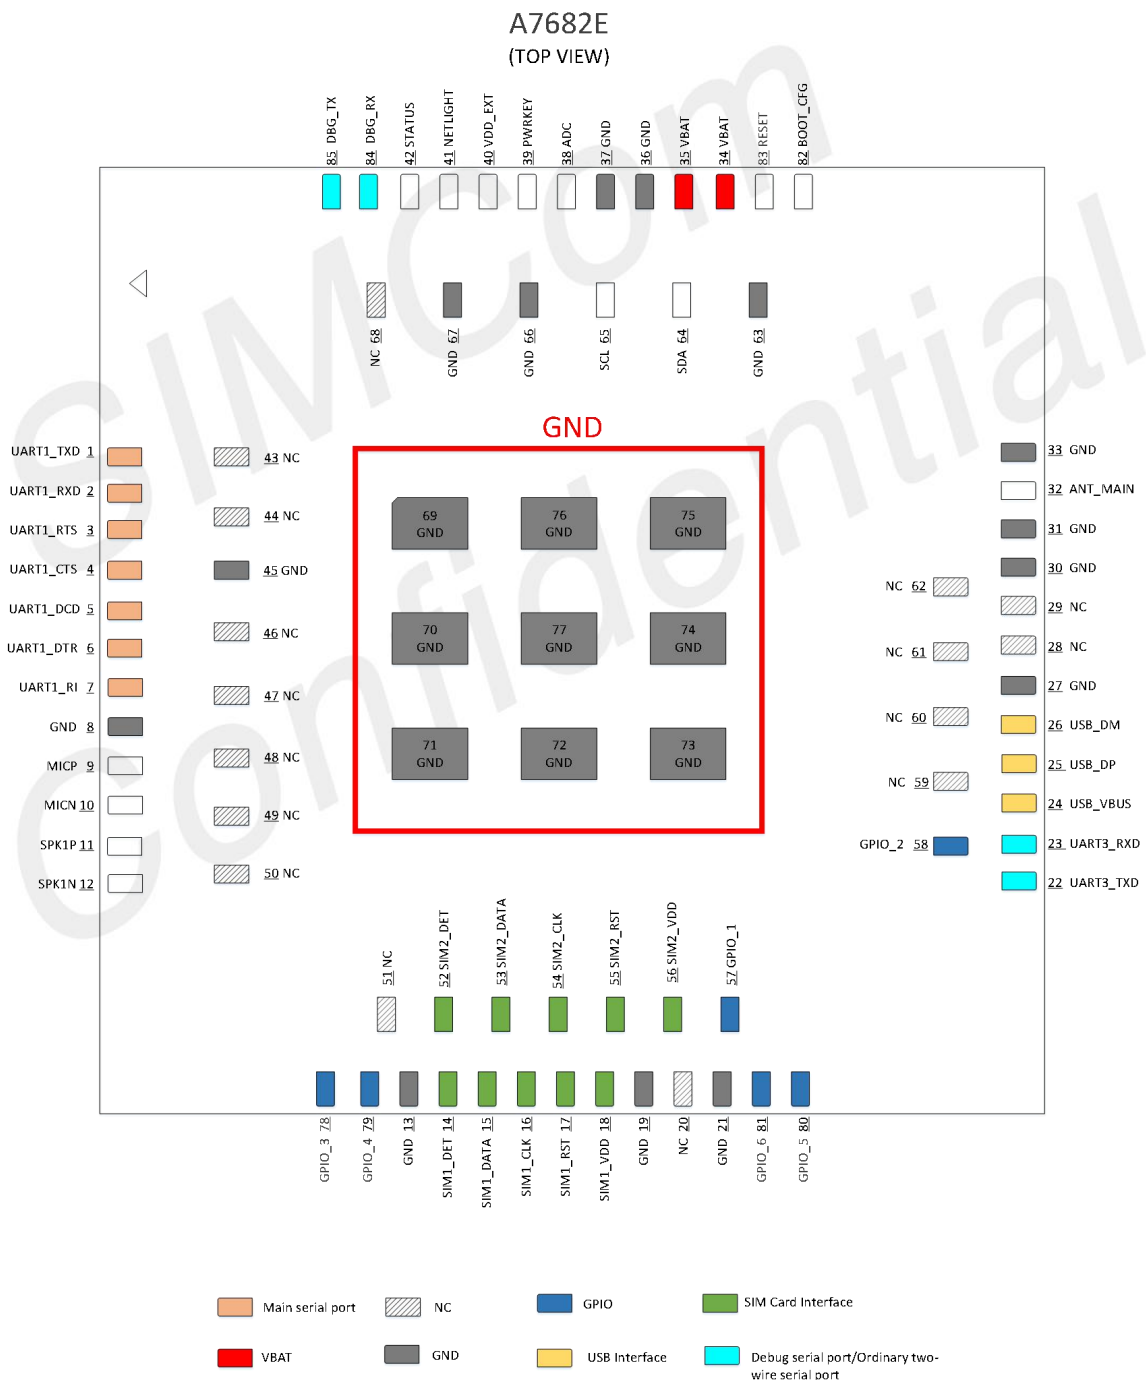 A7682E
(TOP VIEW)
85 DBG_TX
84 DBG_RX
42 STATUS
41 NETLIGHT
40 VDD_EXT
39 PWRKEY
38 ADC
37 GND
36 GND
35 VBAT
34 VBAT
83 RESET
82 BOOT_CFG
NC 68
GND 67
GND 66
SCL 65
SDA 64
GND 63
SIMCom
Confidential
GND
UART1_TXD 1
UART1_RXD 2
UART1_RTS 3
UART1_CTS 4
UART1_DCD 5
UART1_DTR 6
UART1_RI 7
GND 8
MICP 9
MICN 10
SPK1P 11
SPK1N 12
43 NC
44 NC
45 GND
46 NC
47 NC
48 NC
49 NC
50 NC
69
GND
76
GND
75
GND
70
GND
77
GND
74
GND
71
GND
72
GND
73
GND
NC 62
NC 61
NC 60
NC 59
GPIO_2 58
33 GND
32 ANT_MAIN
31 GND
30 GND
29 NC
28 NC
27 GND
26 USB_DM
25 USB_DP
24 USB_VBUS
23 UART3_RXD
22 UART3_TXD
51 NC
52 SIM2_DET
53 SIM2_DATA
54 SIM2_CLK
55 SIM2_RST
56 SIM2_VDD
57 GPIO_1
GPIO_3 78
GPIO_4 79
GND 13
SIM1_DET 14
SIM1_DATA 15
SIM1_CLK 16
SIM1_RST 17
SIM1_VDD 18
GND 19
NC 20
GND 21
GPIO_6 81
GPIO_5 80
Main serial port
NC
GPIO
SIM Card Interface
VBAT
GND
USB Interface
Debug serial port/Ordinary two-
wire serial port